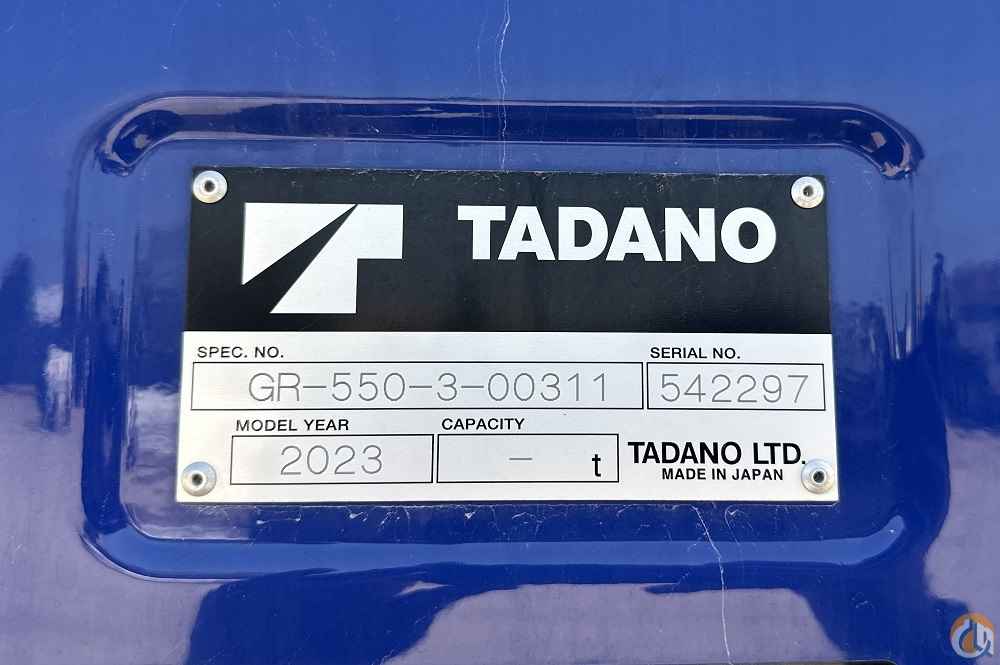 TADANO
SPEC. NO. SERIAL NO.
GR-550-3-00311 542297
MODEL YEAR CAPACITY
2023 - t TADANO LTD.
MADE IN JAPAN